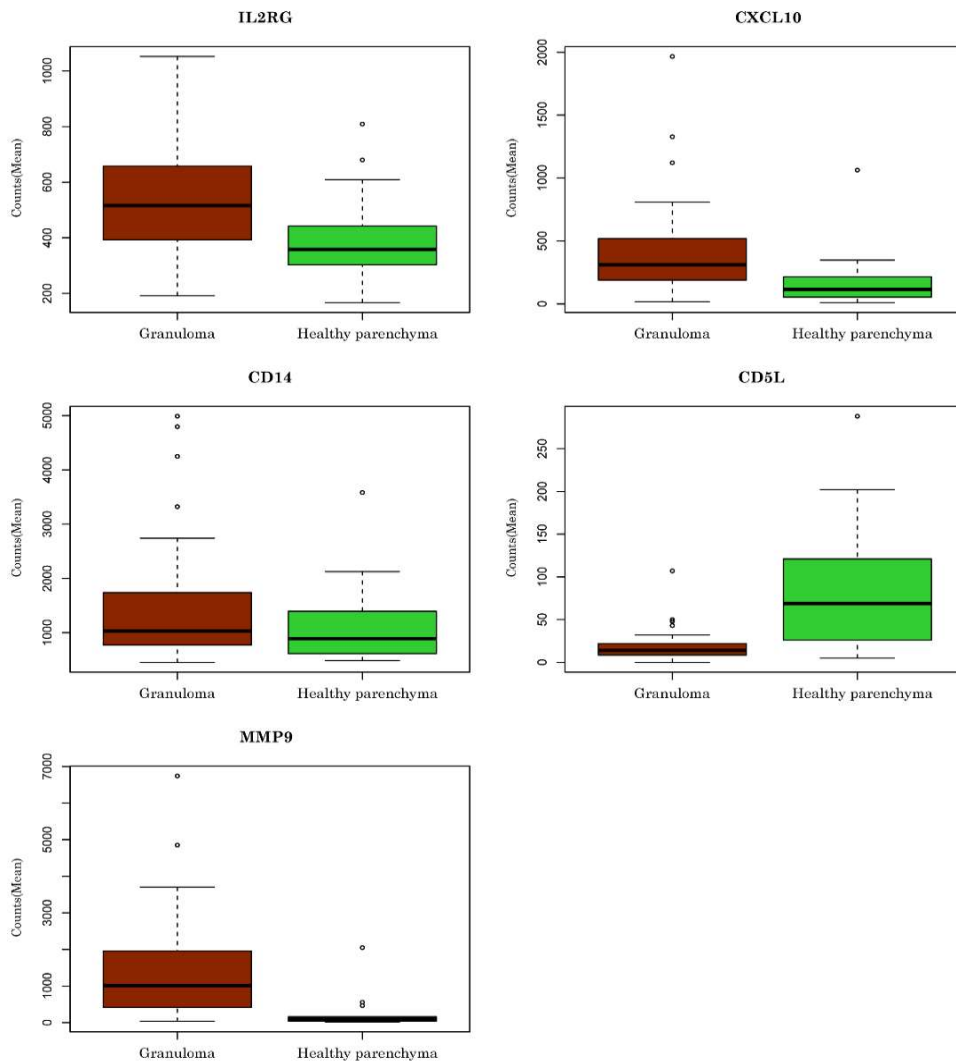 IL2RG
Counts(Mean)
1000
800
600
400
200
Granuloma Healthy parenchyma
CXCL10
Counts(Mean)
2000
1500
1000
500
0
Granuloma Healthy parenchyma
CD14
Counts(Mean)
5000
4000
3000
2000
1000
Granuloma Healthy parenchyma
CD5L
Counts(Mean)
250
200
150
100
50
0
Granuloma Healthy parenchyma
MMP9
Counts(Mean)
7000
5000
3000
1000
0
Granuloma Healthy parenchyma